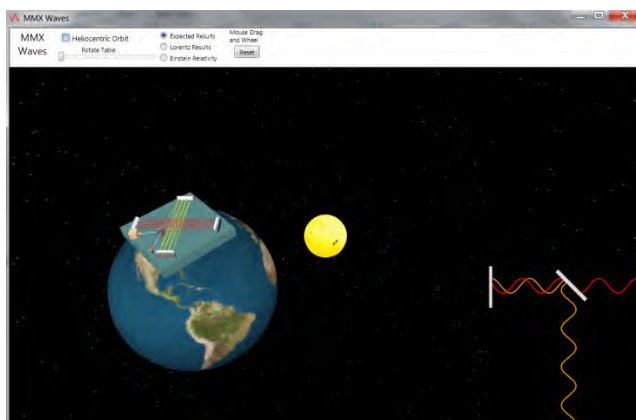 MMX Waves
MMX
Waves
Heliocentric Orbit
Rotate Table
Expected Results
Lorentz Results
Einstein Relativity
Mouse Drag
and Wheel
Reset